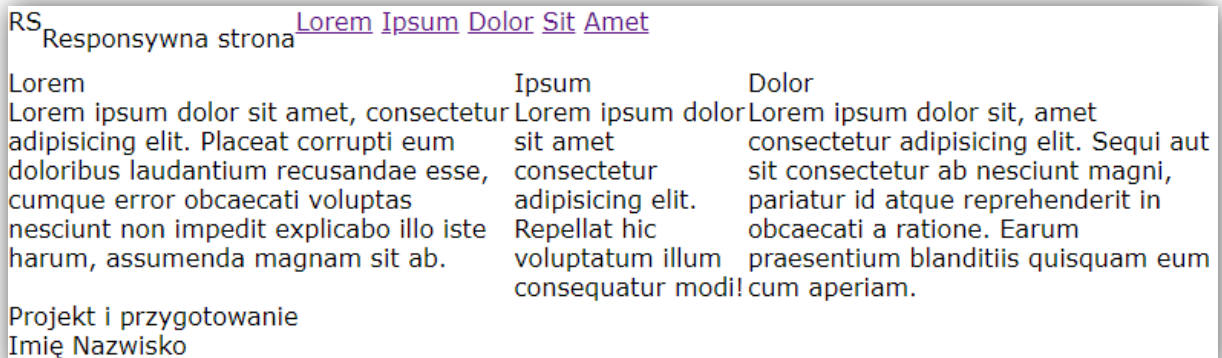 RS Responsywna strona Lorem Ipsum Dolor Sit Amet
Lorem
Lorem ipsum dolor sit amet, consectetur
adipisicing elit. Placeat corrupti eum
doloribus laudantium recusandae esse,
cumque error obcaecati voluptas
nesciunt non impedit explicabo illo iste
harum, assumenda magnam sit ab.
Ipsum
Lorem ipsum dolor
sit amet
consectetur
adipisicing elit.
Repellat hic
voluptatum illum
consequatur modi!
Dolor
Lorem ipsum dolor sit, amet
consectetur adipisicing elit. Sequi aut
sit consectetur ab nesciunt magni,
pariatur id atque reprehenderit in
obcaecati a ratione. Earum
praesentium blanditiis quisquam eum
cum aperiam.
Projekt i przygotowanie
Imię Nazwisko